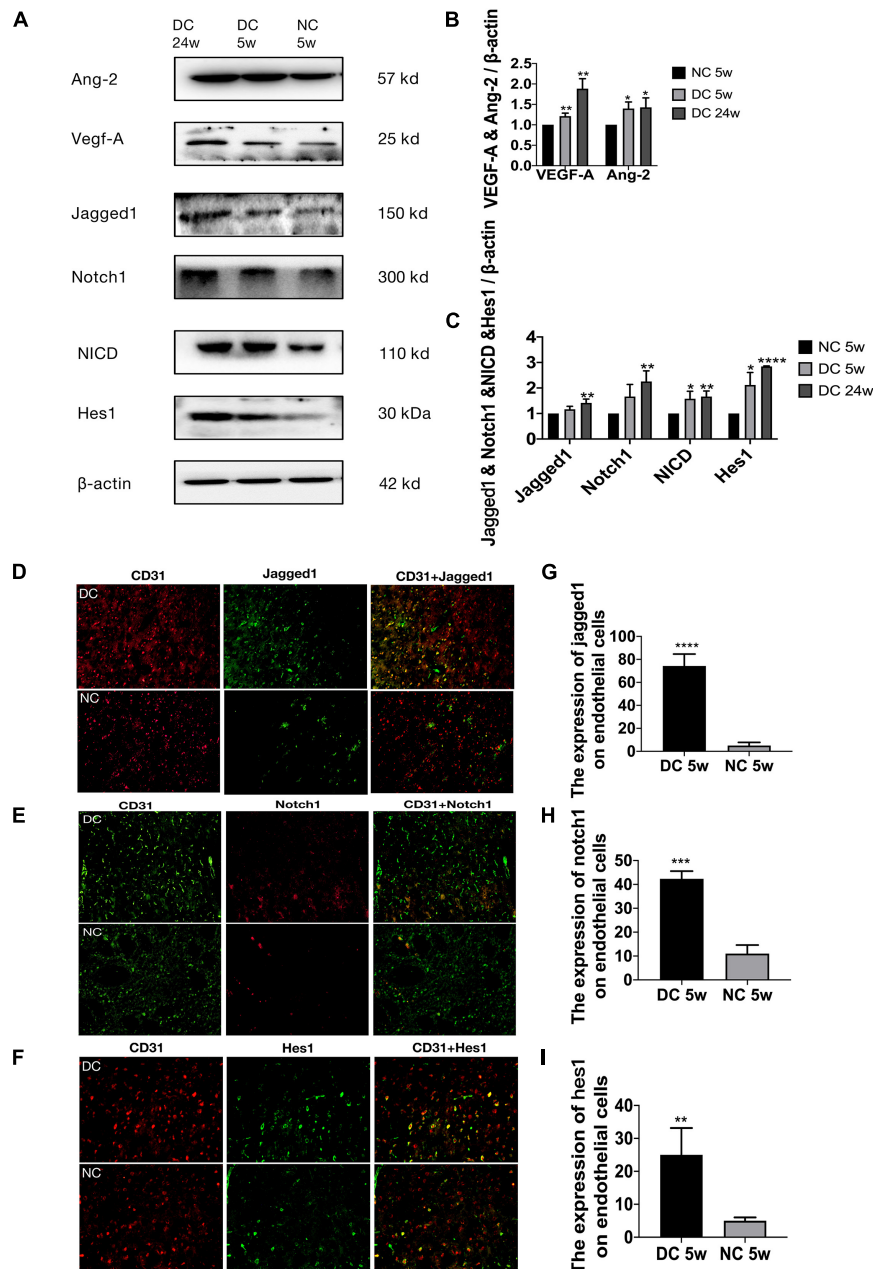 A
DC DC NC
24w 5w 5w
Ang-2 57 kd
Vegf-A 25 kd
Jagged1 150 kd
Notch1 300 kd
NICD 110 kd
Hes1 30 kDa
β-actin 42 kd
B
VEGF-A & Ang-2 / β-actin
2.5
2.0
1.5
1.0
0.5
0.0
** ** * *
VEGF-A Ang-2
NC 5w
DC 5w
DC 24w
C
Jagged1 & Notch1 &NICD &Hes1 / β-actin
4
3
2
1
0
** ** * ** * ****
Jagged1 Notch1 NICD Hes1
NC 5w
DC 5w
DC 24w
D
CD31 Jagged1 CD31+Jagged1
DC
NC
G
The expression of jagged1
on endothelial cells
100
80
60
40
20
0
****
DC 5w NC 5w
E
CD31 Notch1 CD31+Notch1
DC
NC
H
The expression of notch1
on endothelial cells
50
40
30
20
10
0
***
DC 5w NC 5w
F
CD31 Hes1 CD31+Hes1
DC
NC
I
The expression of hes1
on endothelial cells
40
30
20
10
0
**
DC 5w NC 5w